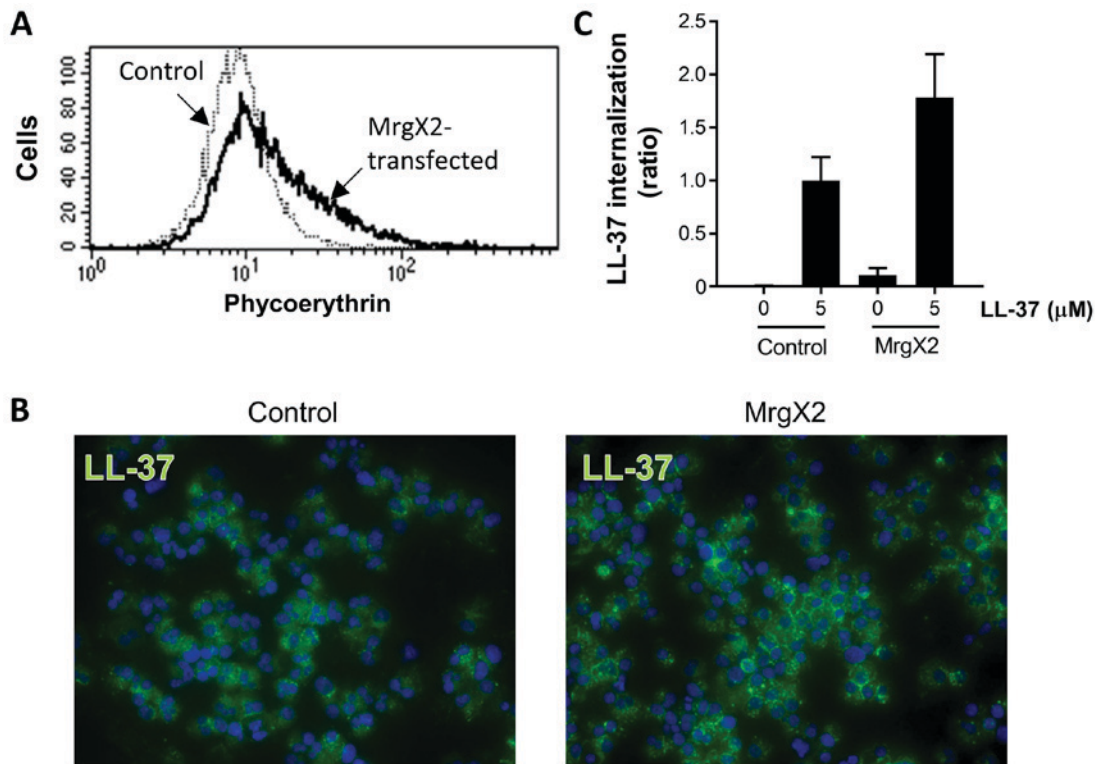 A
Control
MrgX2-
transfected
Cells
0 20 40 60 80 100
10⁰ 10¹ 10²
Phycoerythrin
C
LL-37 internalization
(ratio)
2.5
2.0
1.5
1.0
0.5
0
0 5 0 5 LL-37 (μM)
Control MrgX2
B
Control MrgX2
LL-37 LL-37